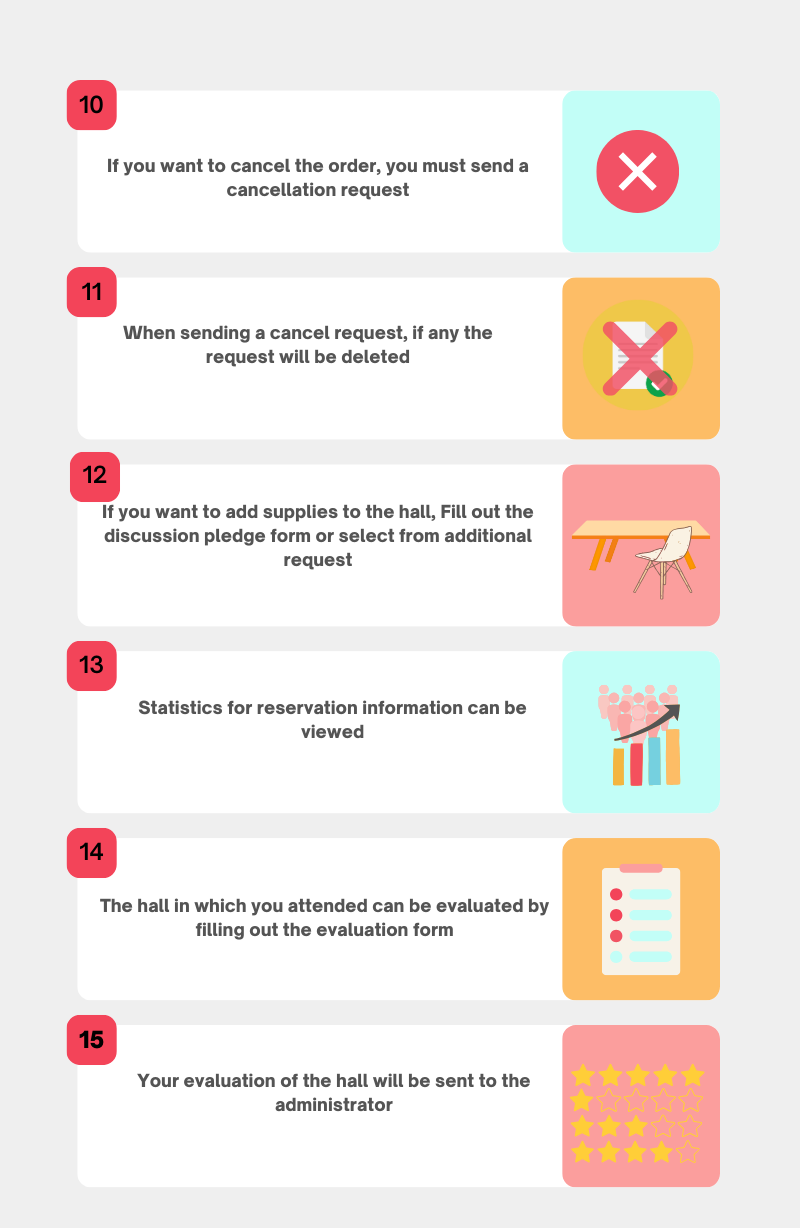 10
If you want to cancel the order, you must send a
cancellation request
11
When sending a cancel request, if any the
request will be deleted
12
If you want to add supplies to the hall, Fill out the
discussion pledge form or select from additional
request
13
Statistics for reservation information can be
viewed
14
The hall in which you attended can be evaluated by
filling out the evaluation form
15
Your evaluation of the hall will be sent to the
administrator